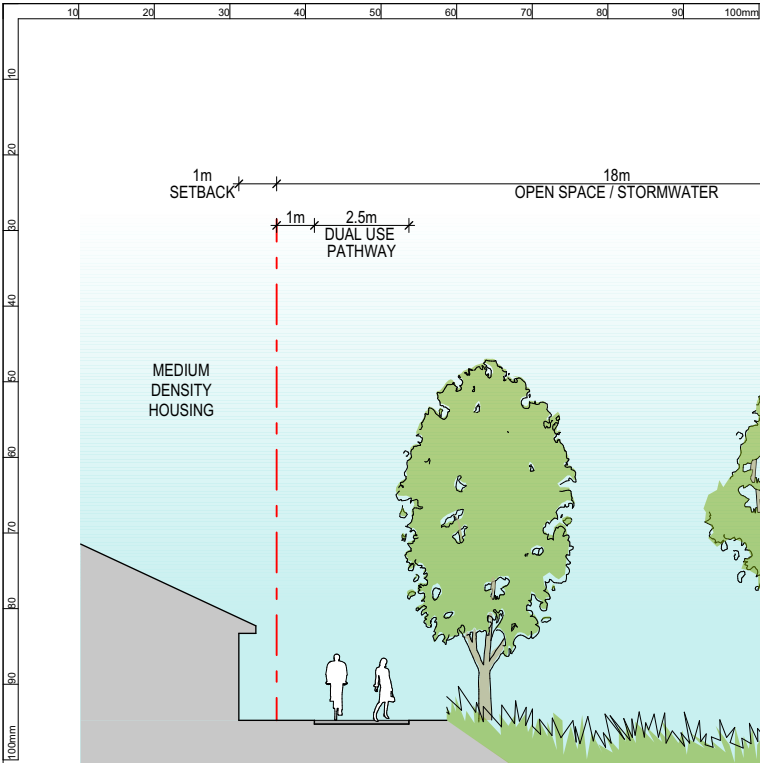 10 20 30 40 50 60 70 80 90 100mm
10
20
1m
SETBACK
18m
OPEN SPACE / STORMWATER
30
1m 2.5m
DUAL USE
PATHWAY
40
50
MEDIUM
DENSITY
HOUSING
60
70
80
90
100mm